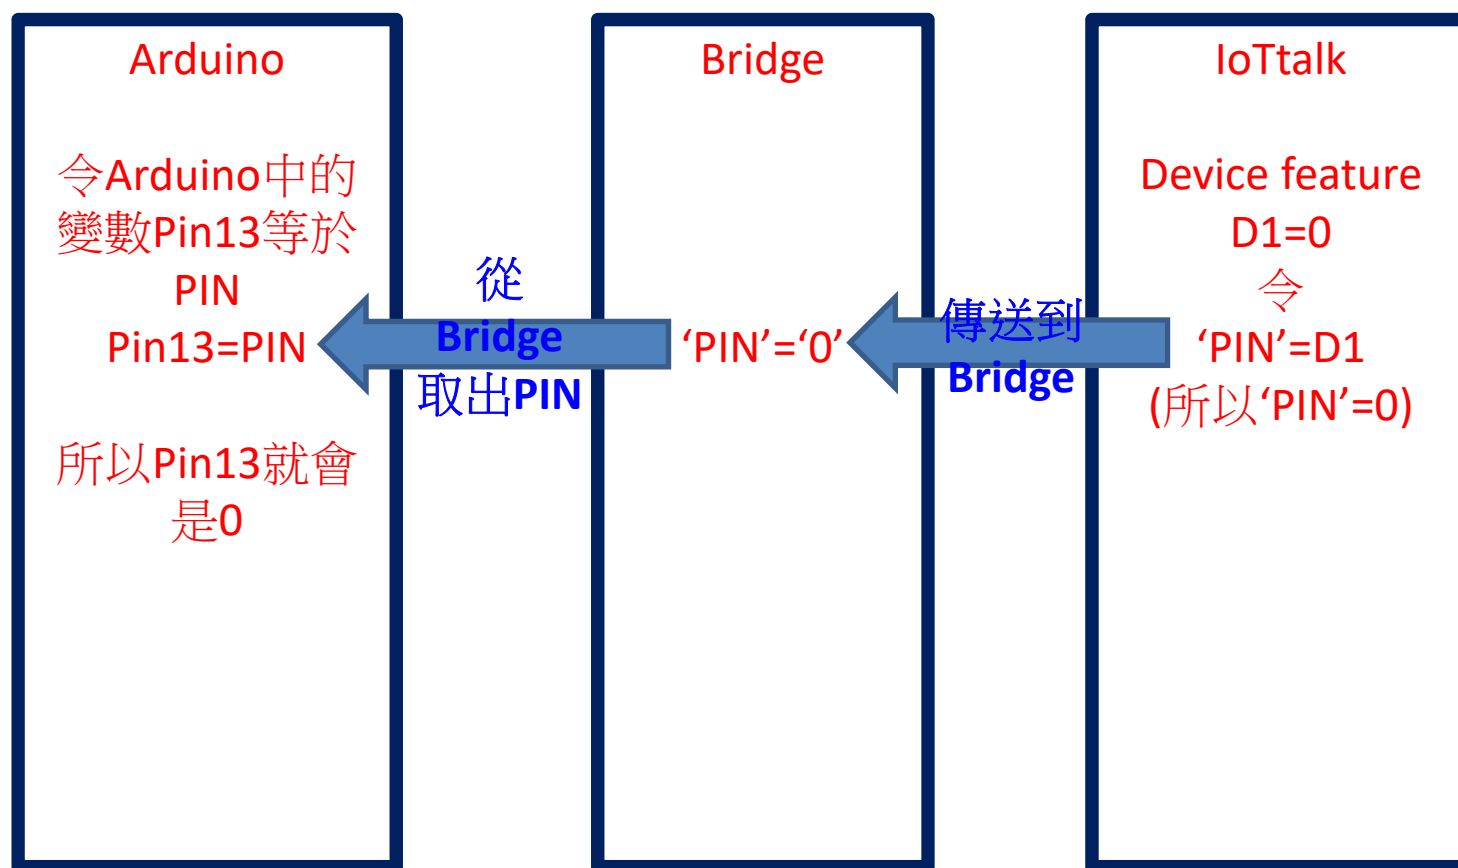 Arduino
令Arduino中的
變數Pin13等於
PIN
Pin13=PIN
所以Pin13就會
是0
從
Bridge
取出PIN
Bridge
‘PIN’=‘0’
傳送到
Bridge
IoTtalk
Device feature
D1=0
令
‘PIN’=D1
(所以‘PIN’=0)